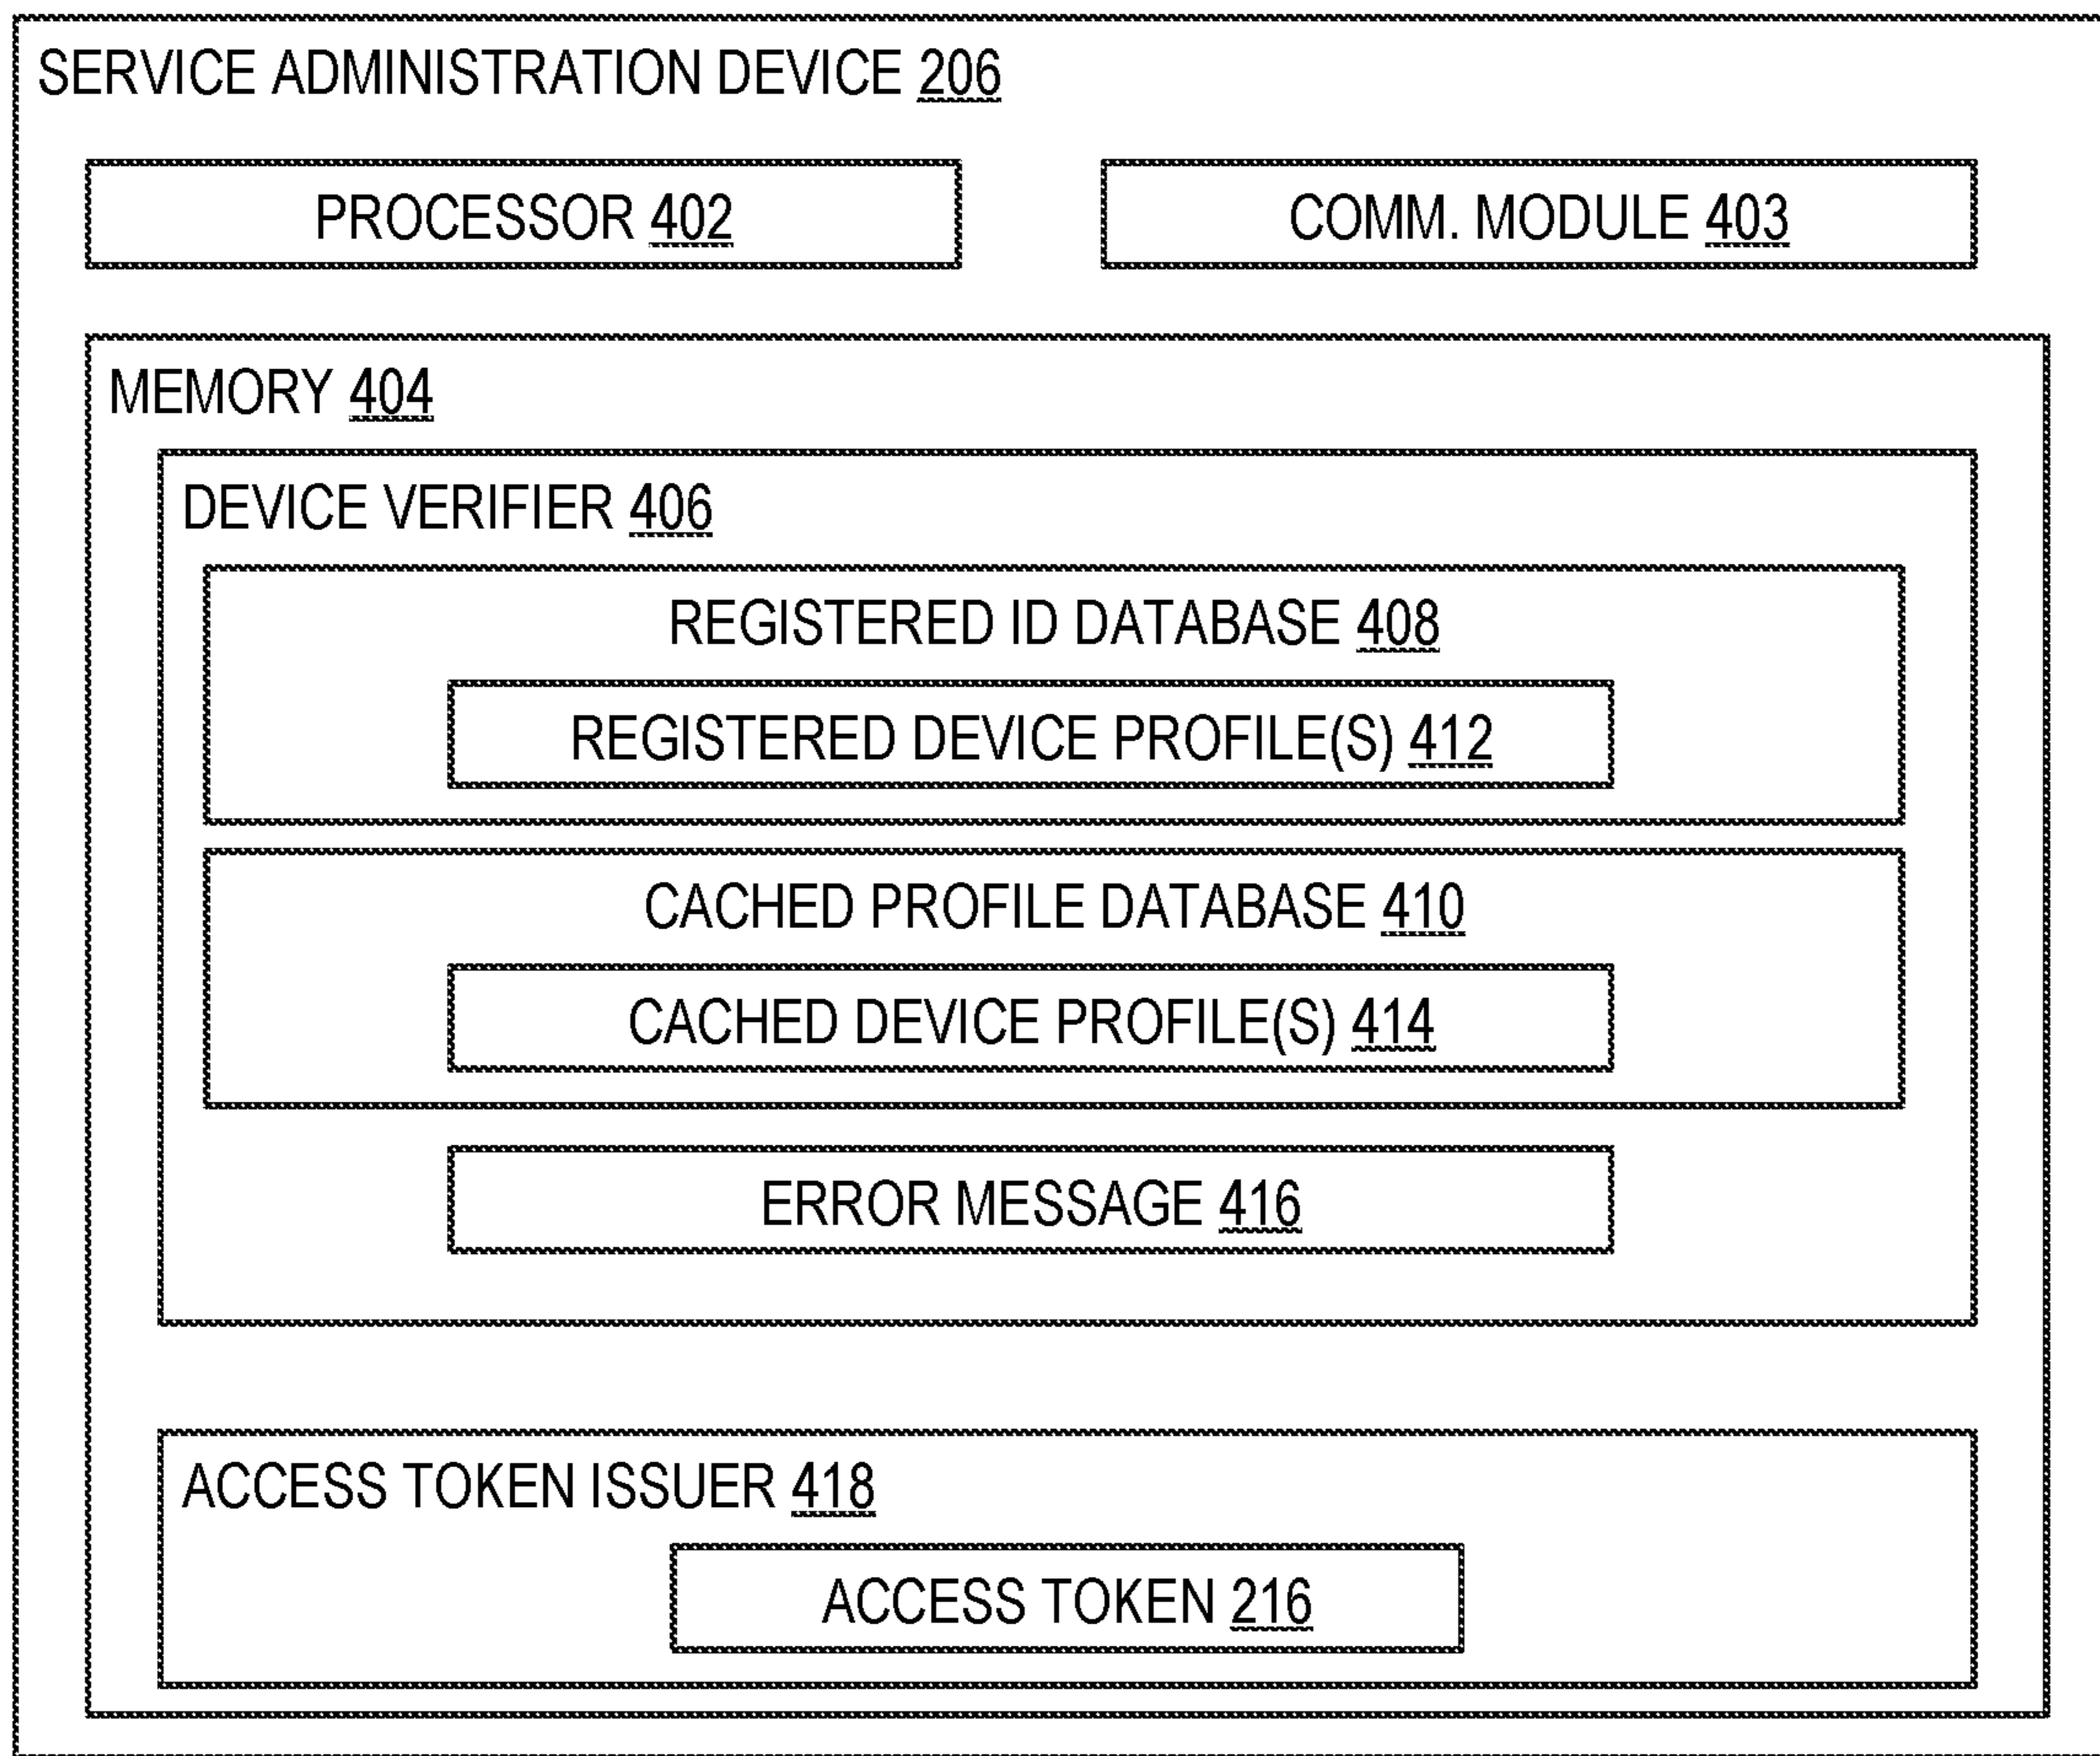 SERVICE ADMINISTRATION DEVICE 206
PROCESSOR 402
COMM. MODULE 403
MEMORY 404
DEVICE VERIFIER 406
REGISTERED ID DATABASE 408
REGISTERED DEVICE PROFILE(S) 412
CACHED PROFILE DATABASE 410
CACHED DEVICE PROFILE(S) 414
ERROR MESSAGE 416
ACCESS TOKEN ISSUER 418
ACCESS TOKEN 216